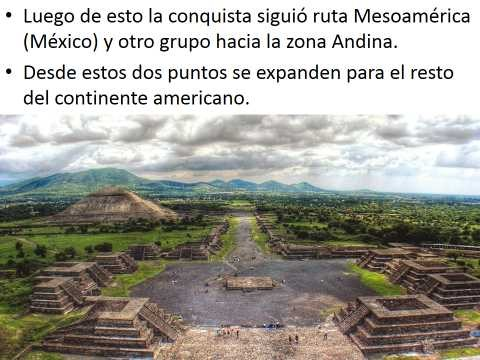 • Luego de esto la conquista siguió ruta Mesoamérica
(México) y otro grupo hacia la zona Andina.
• Desde estos dos puntos se expanden para el resto
del continente americano.